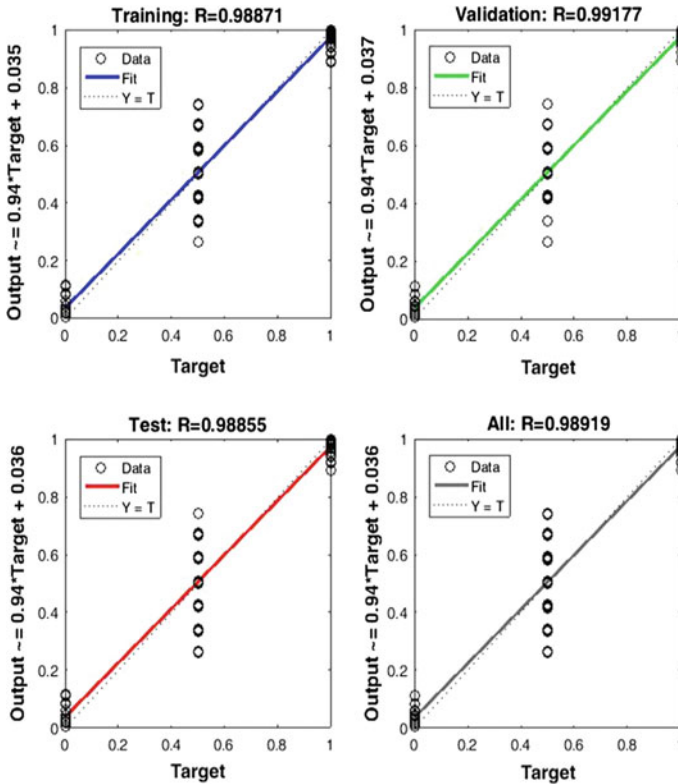 Training: R=0.98871
Output ~= 0.94*Target + 0.035
1
0.8
0.6
0.4
0.2
0
Data
Fit
Y = T
0 0.2 0.4 0.6 0.8 1
Target
Validation: R=0.99177
Output ~= 0.94*Target + 0.037
1
0.8
0.6
0.4
0.2
0
Data
Fit
Y = T
0 0.2 0.4 0.6 0.8 1
Target
Test: R=0.98855
Output ~= 0.94*Target + 0.036
1
0.8
0.6
0.4
0.2
0
Data
Fit
Y = T
0 0.2 0.4 0.6 0.8 1
Target
All: R=0.98919
Output ~= 0.94*Target + 0.036
1
0.8
0.6
0.4
0.2
0
Data
Fit
Y = T
0 0.2 0.4 0.6 0.8 1
Target